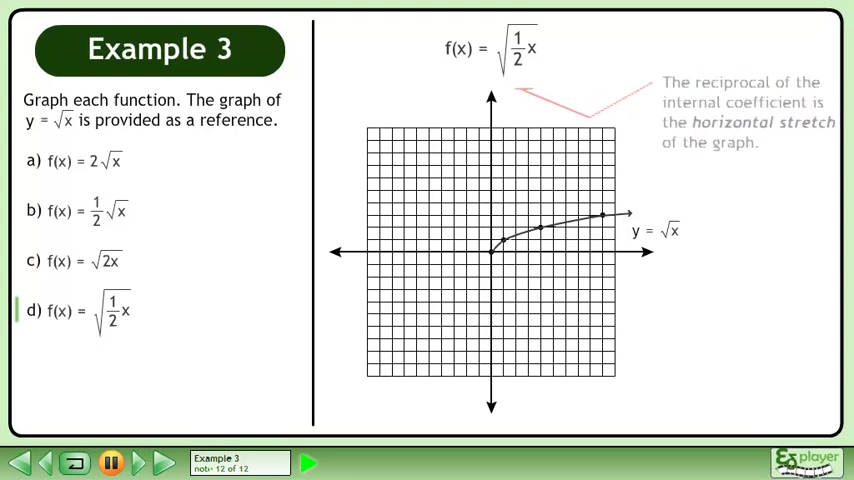 Example 3
Graph each function. The graph of
y = √x is provided as a reference.
a) f(x) = 2√x
b) f(x) = 1/2 √x
c) f(x) = √2x
d) f(x) = √(1/2 x)
f(x) = √(1/2 x)
The reciprocal of the
internal coefficient is
the horizontal stretch
of the graph.
y = √x
Example 3
note 12 of 12
player